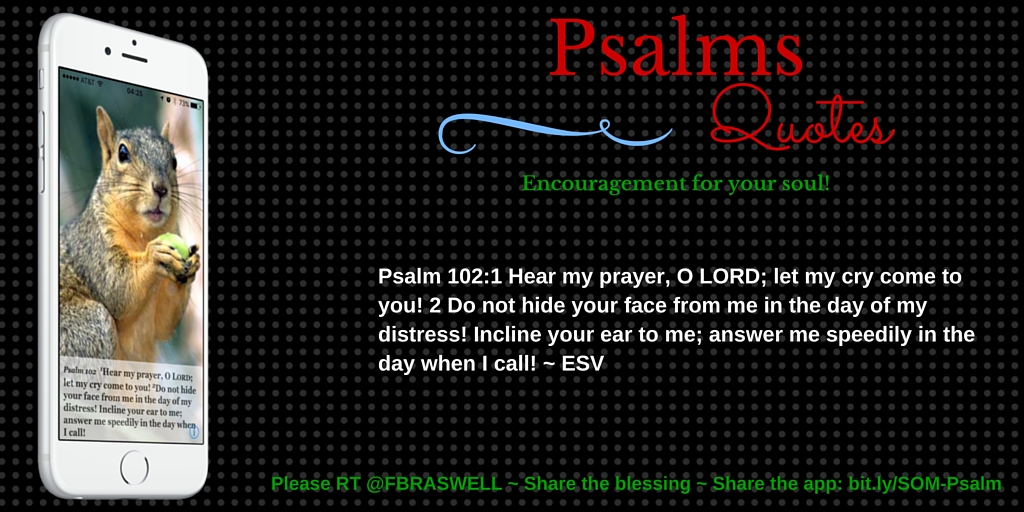 AT&T
04:25
73%
Psalm 102 ¹Hear my prayer, O LORD;
let my cry come to you! ²Do not hide
your face from me in the day of my
distress! Incline your ear to me;
answer me speedily in the day when
I call!
Psalms
Quotes
Encouragement for your soul!
Psalm 102:1 Hear my prayer, O LORD; let my cry come to
you! 2 Do not hide your face from me in the day of my
distress! Incline your ear to me; answer me speedily in the
day when I call! ~ ESV
Please RT @FBRASWELL ~ Share the blessing ~ Share the app: bit.ly/SOM-Psalm